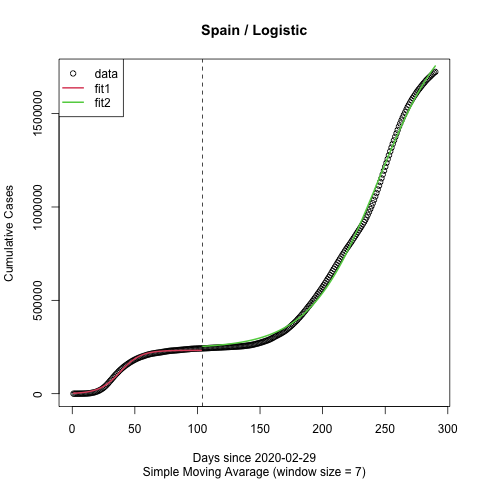 Spain / Logistic
data
fit1
fit2
Cumulative Cases
0
500000
1000000
1500000
0 50 100 150 200 250 300
Days since 2020-02-29
Simple Moving Avarage (window size = 7)